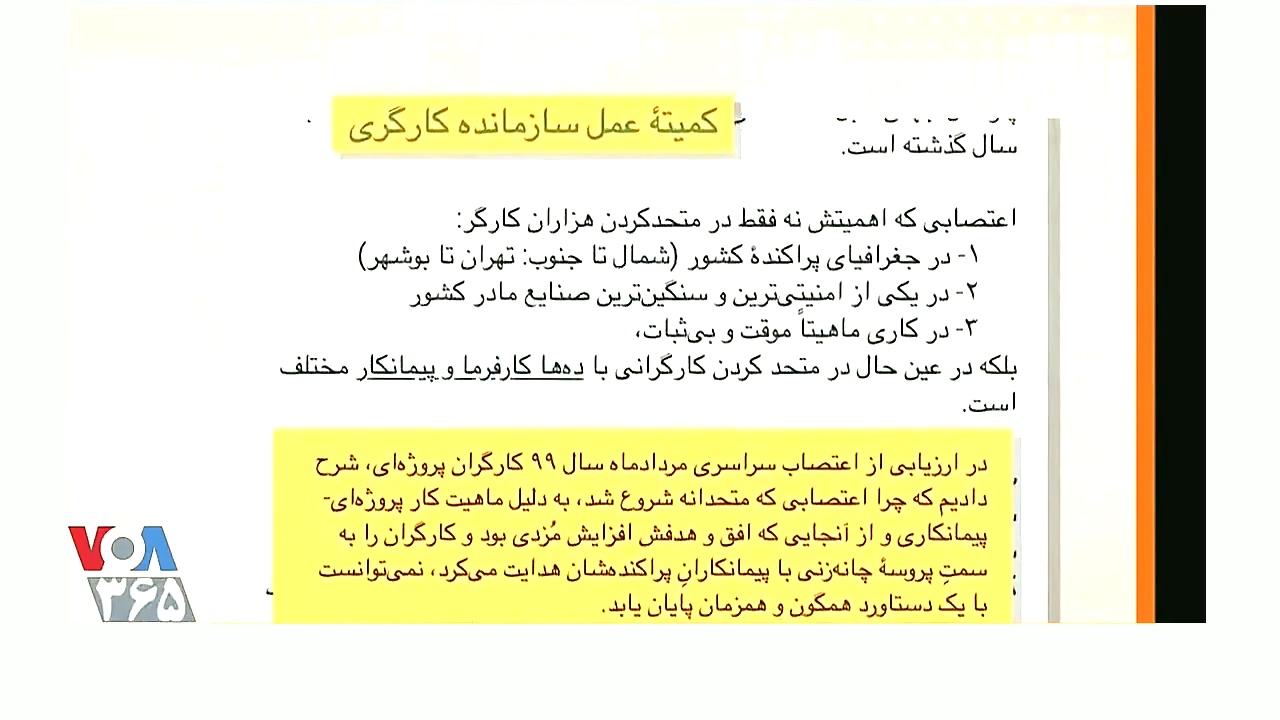 کمیتهٔ عمل سازمانده کارگری
سال گذشته است.
اعتصابی که اهمیتش نه فقط در متحدکردن هزاران کارگر:
۱- در جغرافیای پراکندهٔ کشور (شمال تا جنوب: تهران تا بوشهر)
۲- در یکی از امنیتی‌ترین و سنگین‌ترین صنایع مادر کشور
۳- در کاری ماهیتاً موقت و بی‌ثبات،
بلکه در عین حال در متحد کردن کارگرانی با ده‌ها کارفرما و پیمانکار مختلف
است.
در ارزیابی از اعتصاب سراسری مردادماه سال ۹۹ کارگران پروژه‌ای، شرح
دادیم که چرا اعتصابی که متحدانه شروع شد، به دلیل ماهیت کار پروژه‌ای-
پیمانکاری و از آنجایی که افق و هدفش افزایش مُزدی بود و کارگران را به
سمتِ پروسهٔ چانه‌زنی با پیمانکارانِ پراکنده‌شان هدایت می‌کرد، نمی‌توانست
با یک دستاورد همگون و همزمان پایان یابد.
VOA
۳۶۵